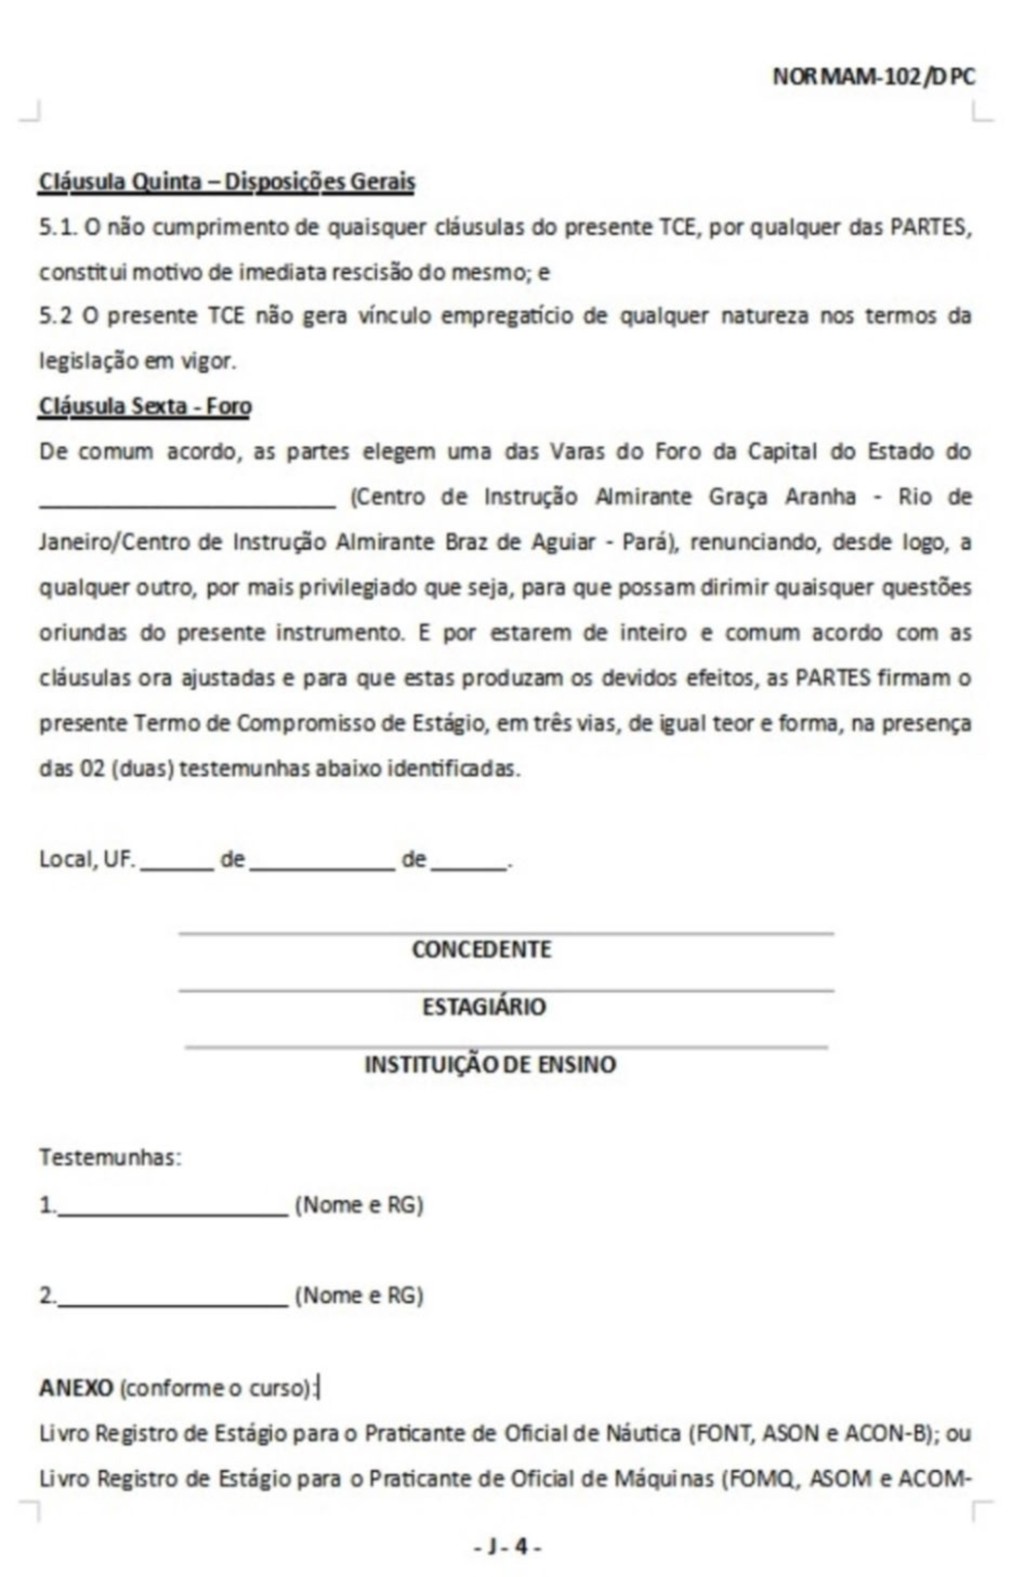 NORMAM-102/DPC
Cláusula Quinta – Disposições Gerais
5.1. O não cumprimento de quaisquer cláusulas do presente TCE, por qualquer das PARTES,
constitui motivo de imediata rescisão do mesmo; e
5.2 O presente TCE não gera vínculo empregatício de qualquer natureza nos termos da
legislação em vigor.
Cláusula Sexta - Foro
De comum acordo, as partes elegem uma das Varas do Foro da Capital do Estado do
______________________ (Centro de Instrução Almirante Graça Aranha - Rio de
Janeiro/Centro de Instrução Almirante Braz de Aguiar - Pará), renunciando, desde logo, a
qualquer outro, por mais privilegiado que seja, para que possam dirimir quaisquer questões
oriundas do presente instrumento. E por estarem de inteiro e comum acordo com as
cláusulas ora ajustadas e para que estas produzam os devidos efeitos, as PARTES firmam o
presente Termo de Compromisso de Estágio, em três vias, de igual teor e forma, na presença
das 02 (duas) testemunhas abaixo identificadas.
Local, UF. ______ de ____________ de ______.
CONCEDENTE
ESTAGIÁRIO
INSTITUIÇÃO DE ENSINO
Testemunhas:
1.___________________ (Nome e RG)
2.___________________ (Nome e RG)
ANEXO (conforme o curso):
Livro Registro de Estágio para o Praticante de Oficial de Náutica (FONT, ASON e ACON-B); ou
Livro Registro de Estágio para o Praticante de Oficial de Máquinas (FOMQ, ASOM e ACOM-
- J - 4 -